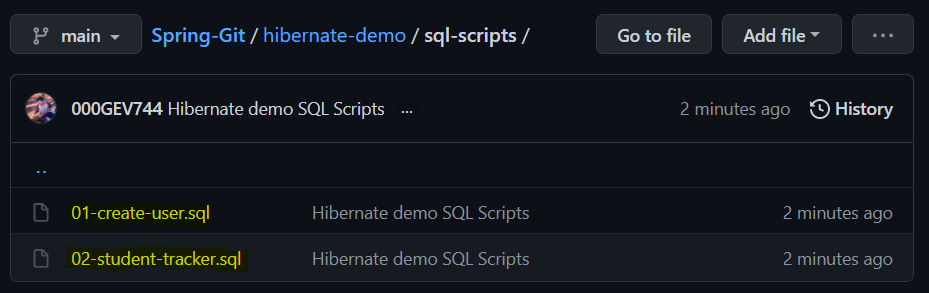 main Spring-Git / hibernate-demo / sql-scripts / Go to file Add file ...
000GEV744 Hibernate demo SQL Scripts ... 2 minutes ago History
..
01-create-user.sql Hibernate demo SQL Scripts 2 minutes ago
02-student-tracker.sql Hibernate demo SQL Scripts 2 minutes ago